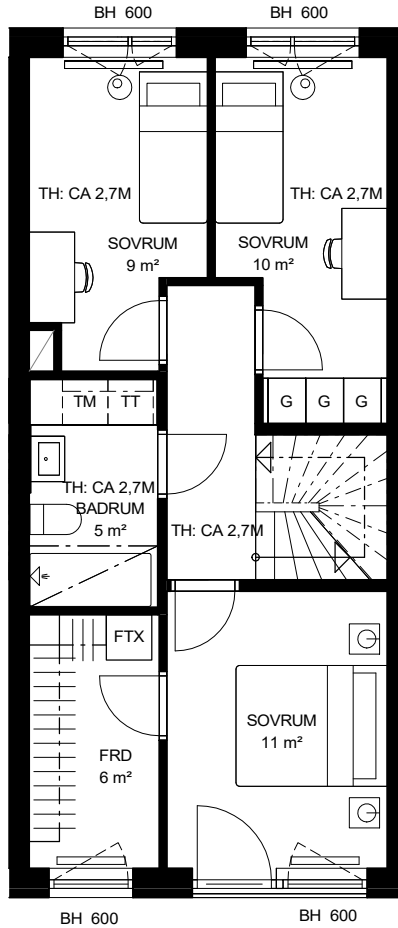 BH 600
BH 600
TH: CA 2,7M
TH: CA 2,7M
SOVRUM
9 m²
SOVRUM
10 m²
TM
TT
G
G
G
TH: CA 2,7M
BADRUM
5 m²
TH: CA 2,7M
FTX
SOVRUM
11 m²
FRD
6 m²
BH 600
BH 600